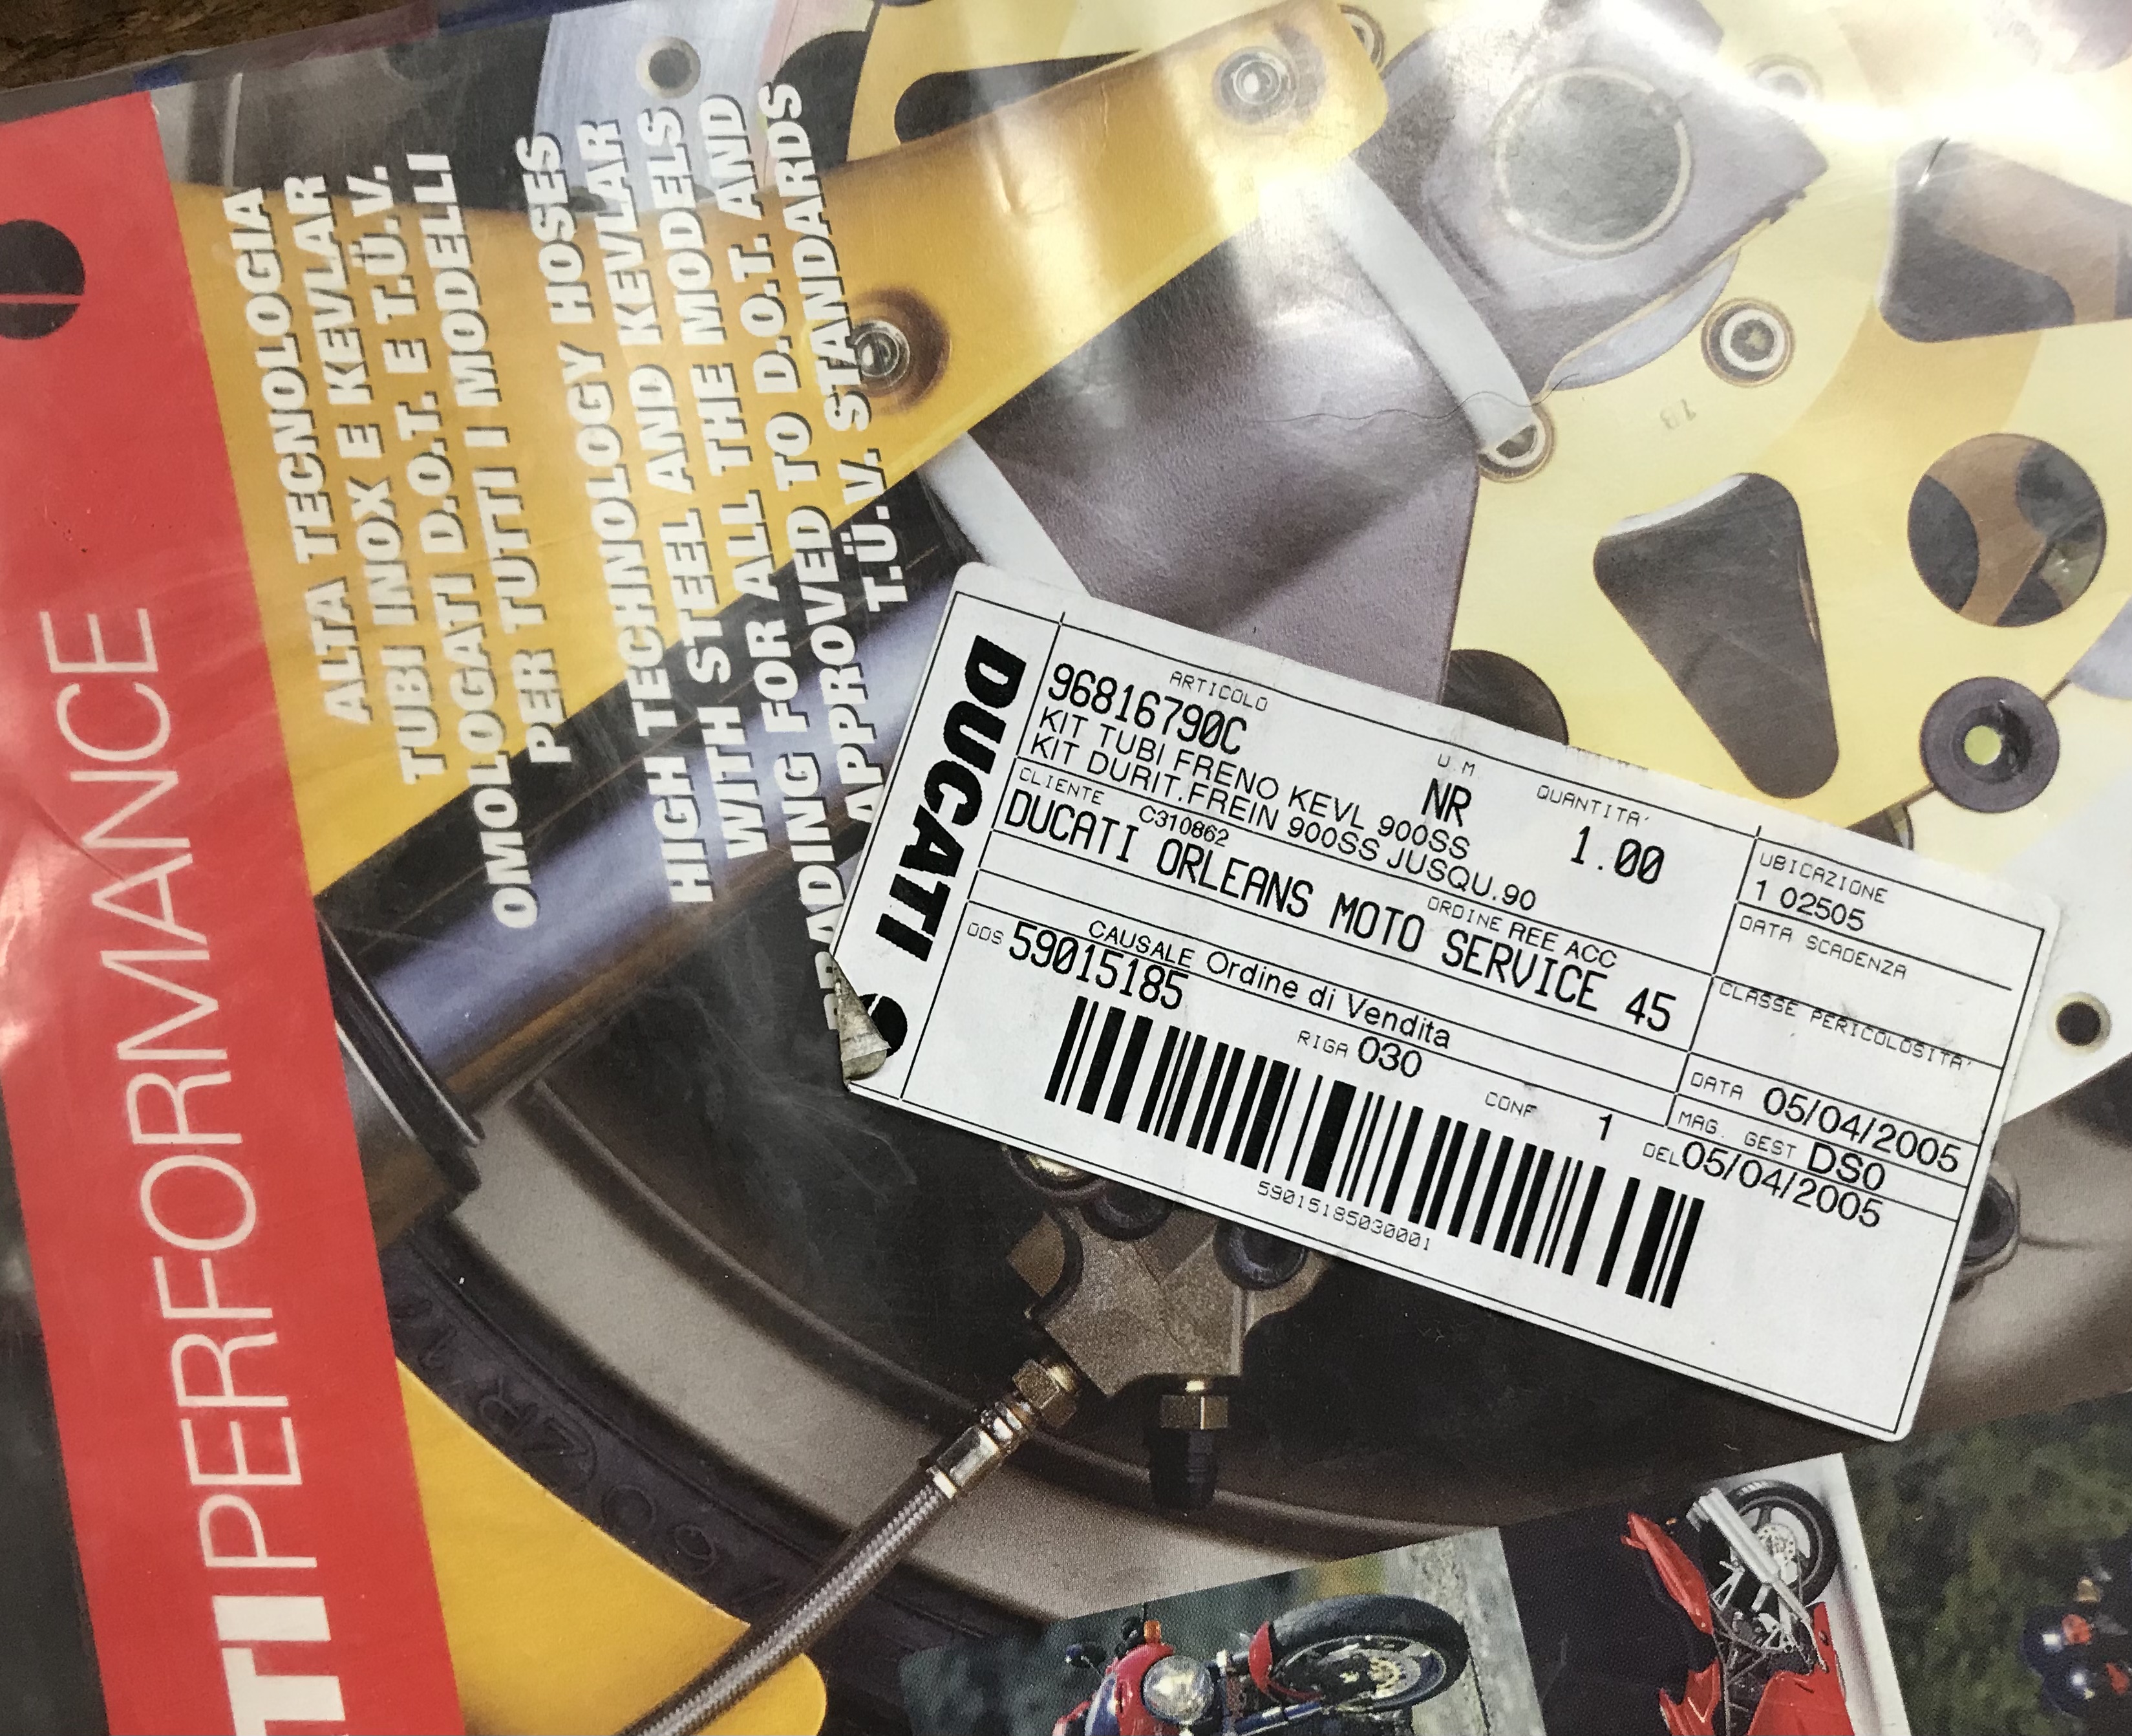 TI PERFORMANCE
ALTA TECNOLOGIA
TUBI INOX E KEVLAR
OMOLOGATI D.O.T. E T.Ü.V.
PER TUTTI I MODELLI
HIGH TECHNOLOGY HOSES
WITH STEEL AND KEVLAR
BRADING FOR ALL THE MODELS
APPROVED TO D.O.T. AND
T.Ü.V. STANDARDS
DUCATI
ARTICOLO
96816790C
U.M
NR
QUANTITA'
1.00
KIT TUBI FRENO KEVL 900SS
KIT DURIT.FREIN 900SS JUSQU.90
CLIENTE C310862
ORDINE REE ACC
DUCATI ORLEANS MOTO SERVICE 45
UBICAZIONE
1 02505
DATA SCADENZA
CLASSE PERICOLOSITA'
CAUSALE Ordine di Vendita
DATA 05/04/2005
DDS 59015185
RIGA 030
CONF 1
MAG. GEST DS0
DEL 05/04/2005
59015185030001